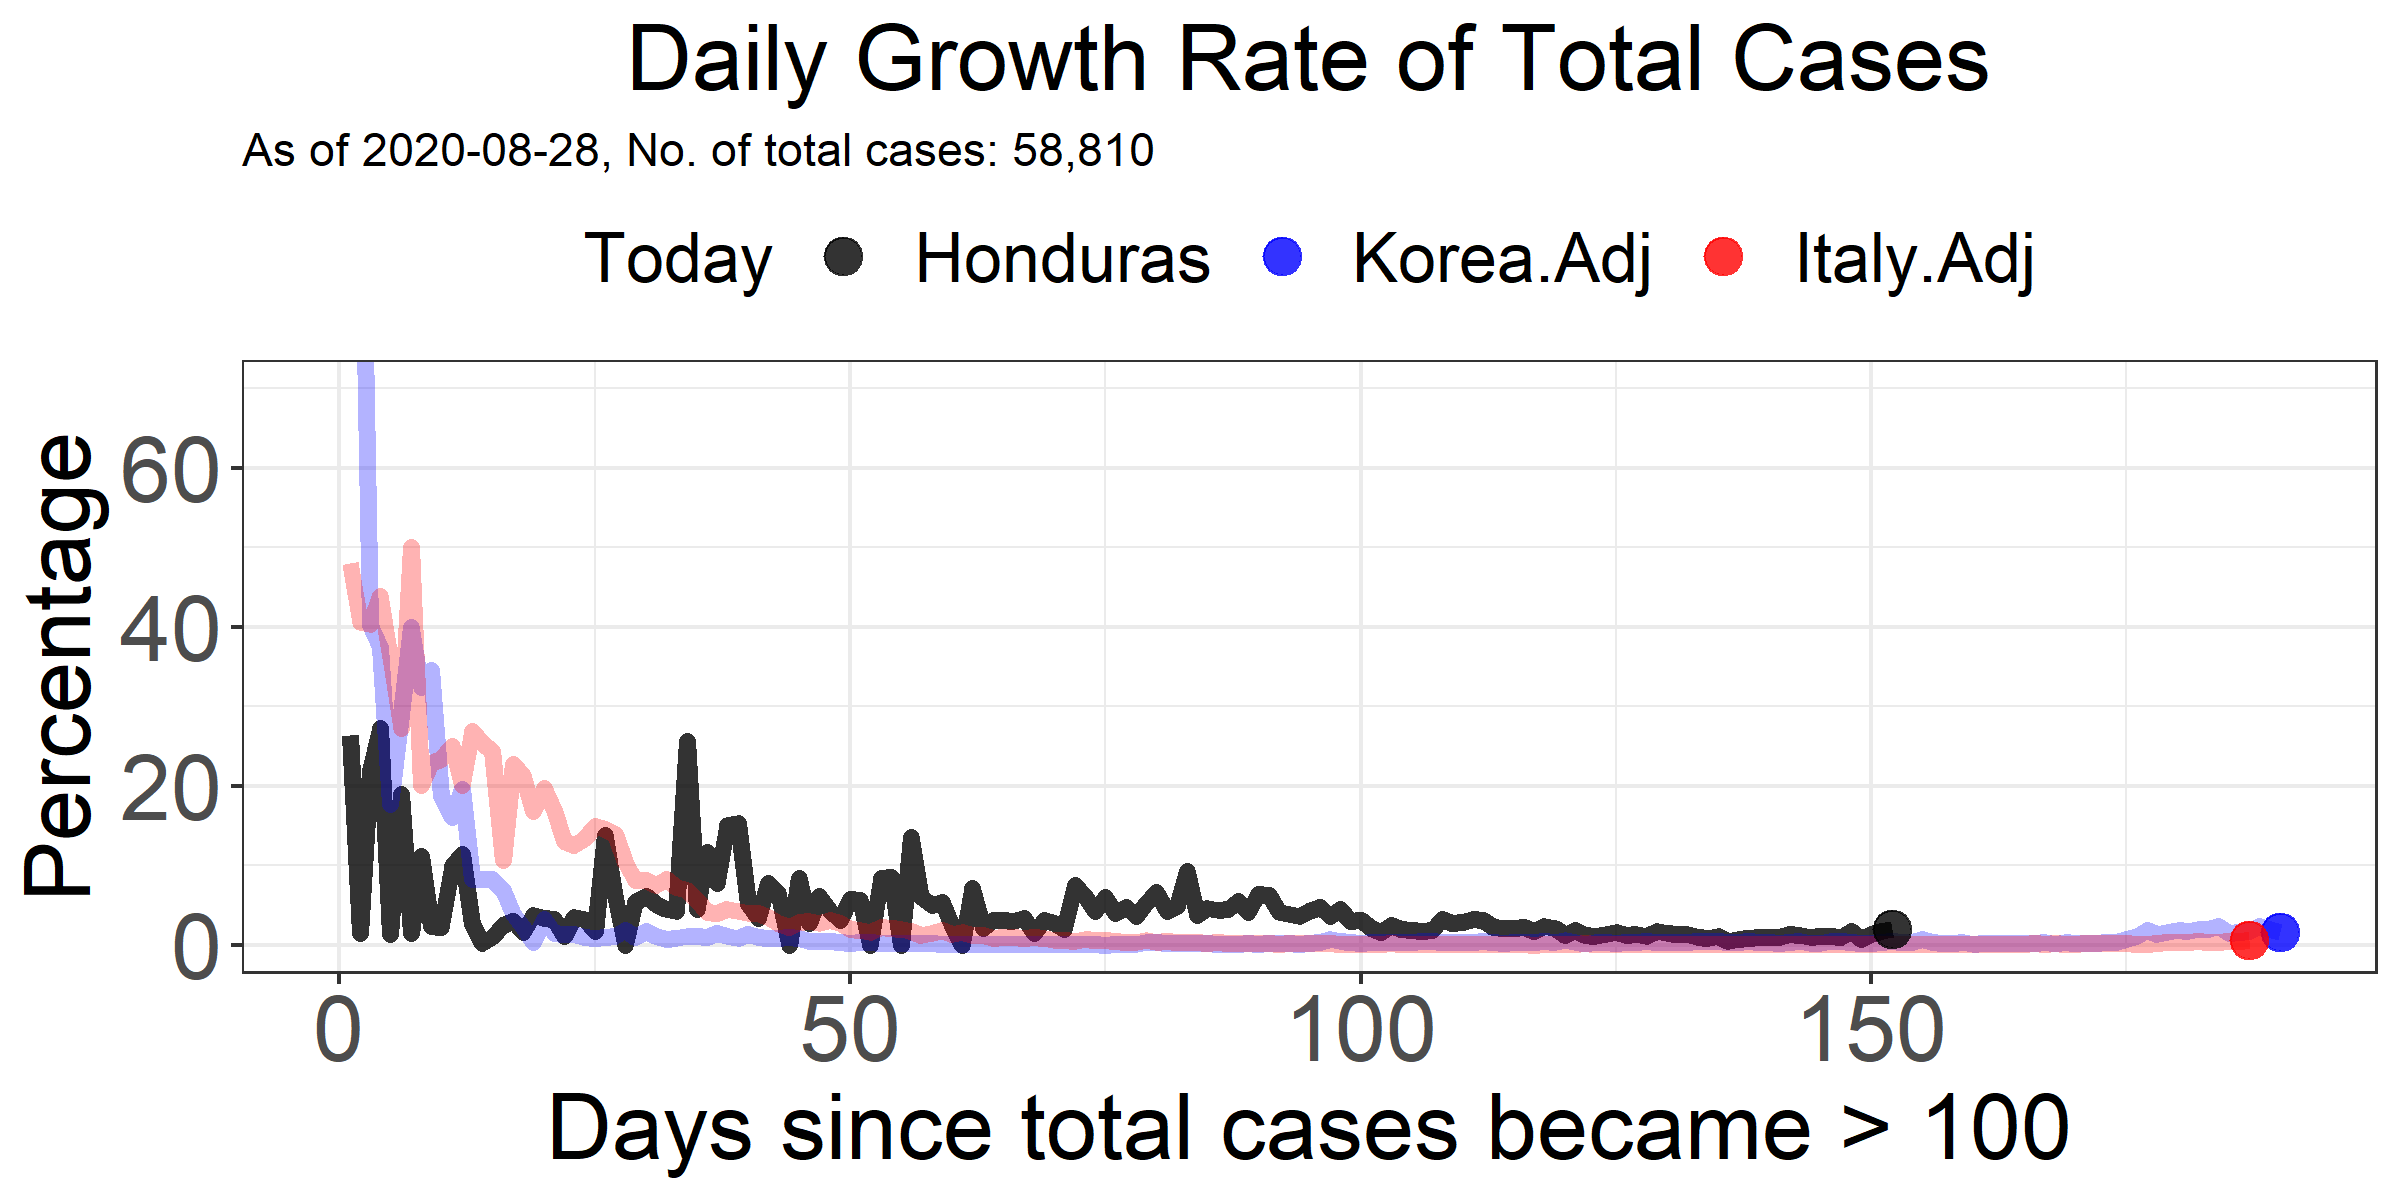 Daily Growth Rate of Total Cases
As of 2020-08-28, No. of total cases: 58,810
Today Honduras Korea.Adj Italy.Adj
Percentage
60
40
20
0
0 50 100 150
Days since total cases became > 100